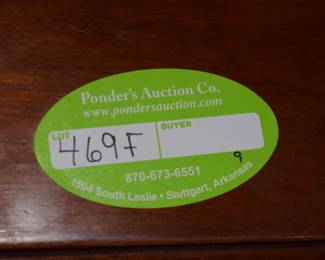 Ponder's Auction Co.
www.pondersauction.com
LOT BUYER
469F
9
870-673-6551
1504 South Leslie • Stuttgart, Arkansas